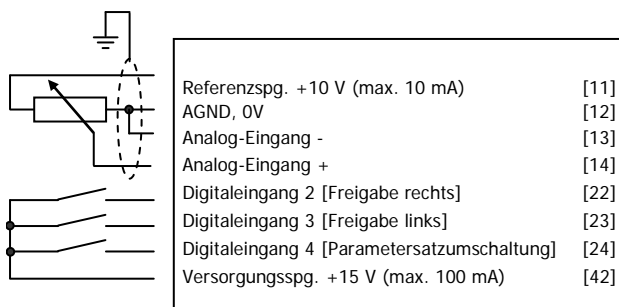 Referenzspg. +10 V (max. 10 mA) [11]
AGND, 0V [12]
Analog-Eingang - [13]
Analog-Eingang + [14]
Digitaleingang 2 [Freigabe rechts] [22]
Digitaleingang 3 [Freigabe links] [23]
Digitaleingang 4 [Parametersatzumschaltung] [24]
Versorgungsspg. +15 V (max. 100 mA) [42]